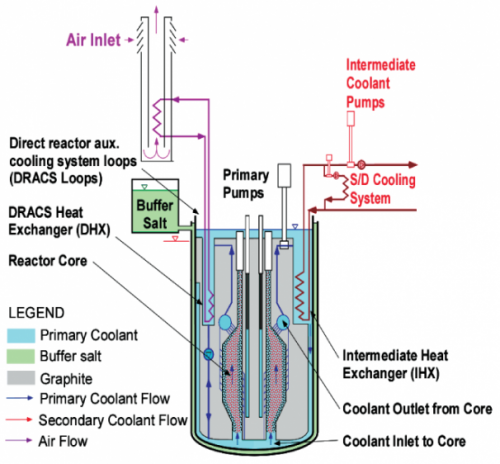 Air Inlet
Intermediate
Coolant
Pumps
Direct reactor aux.
cooling system loops
(DRACS Loops)
Primary
Pumps
S/D Cooling
System
Buffer
Salt
DRACS Heat
Exchanger (DHX)
Reactor Core
LEGEND
Primary Coolant
Buffer salt
Graphite
Primary Coolant Flow
Secondary Coolant Flow
Air Flow
Intermediate Heat
Exchanger (IHX)
Coolant Outlet from Core
Coolant Inlet to Core